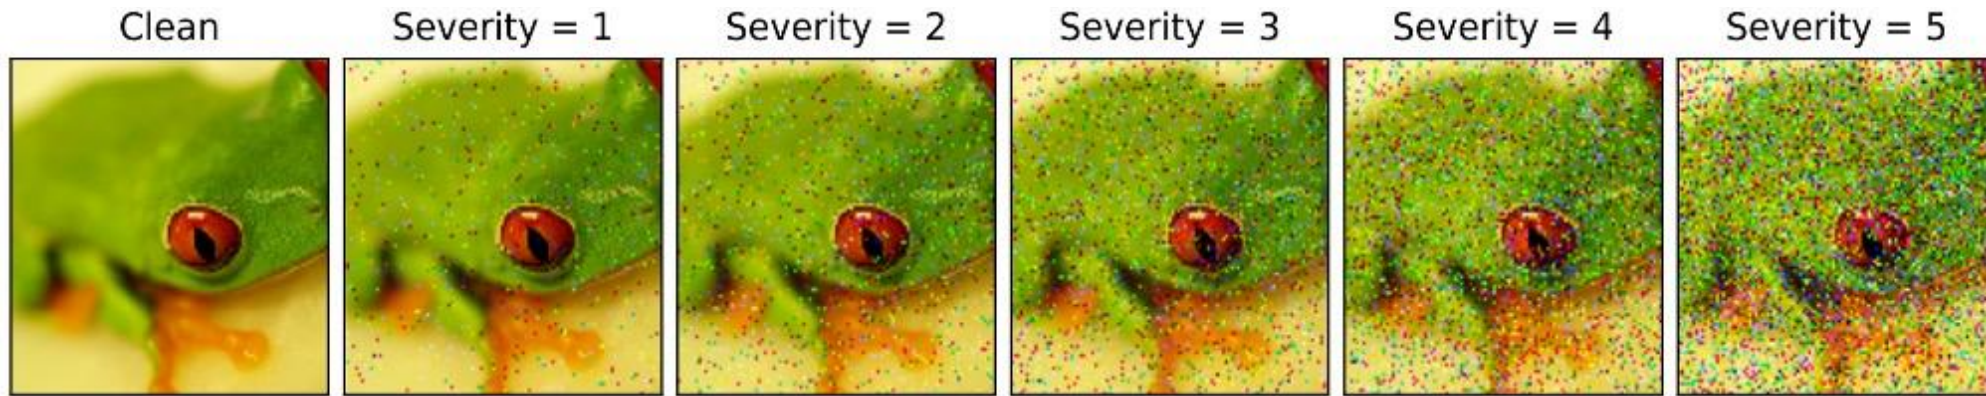 Clean Severity = 1 Severity = 2 Severity = 3 Severity = 4 Severity = 5